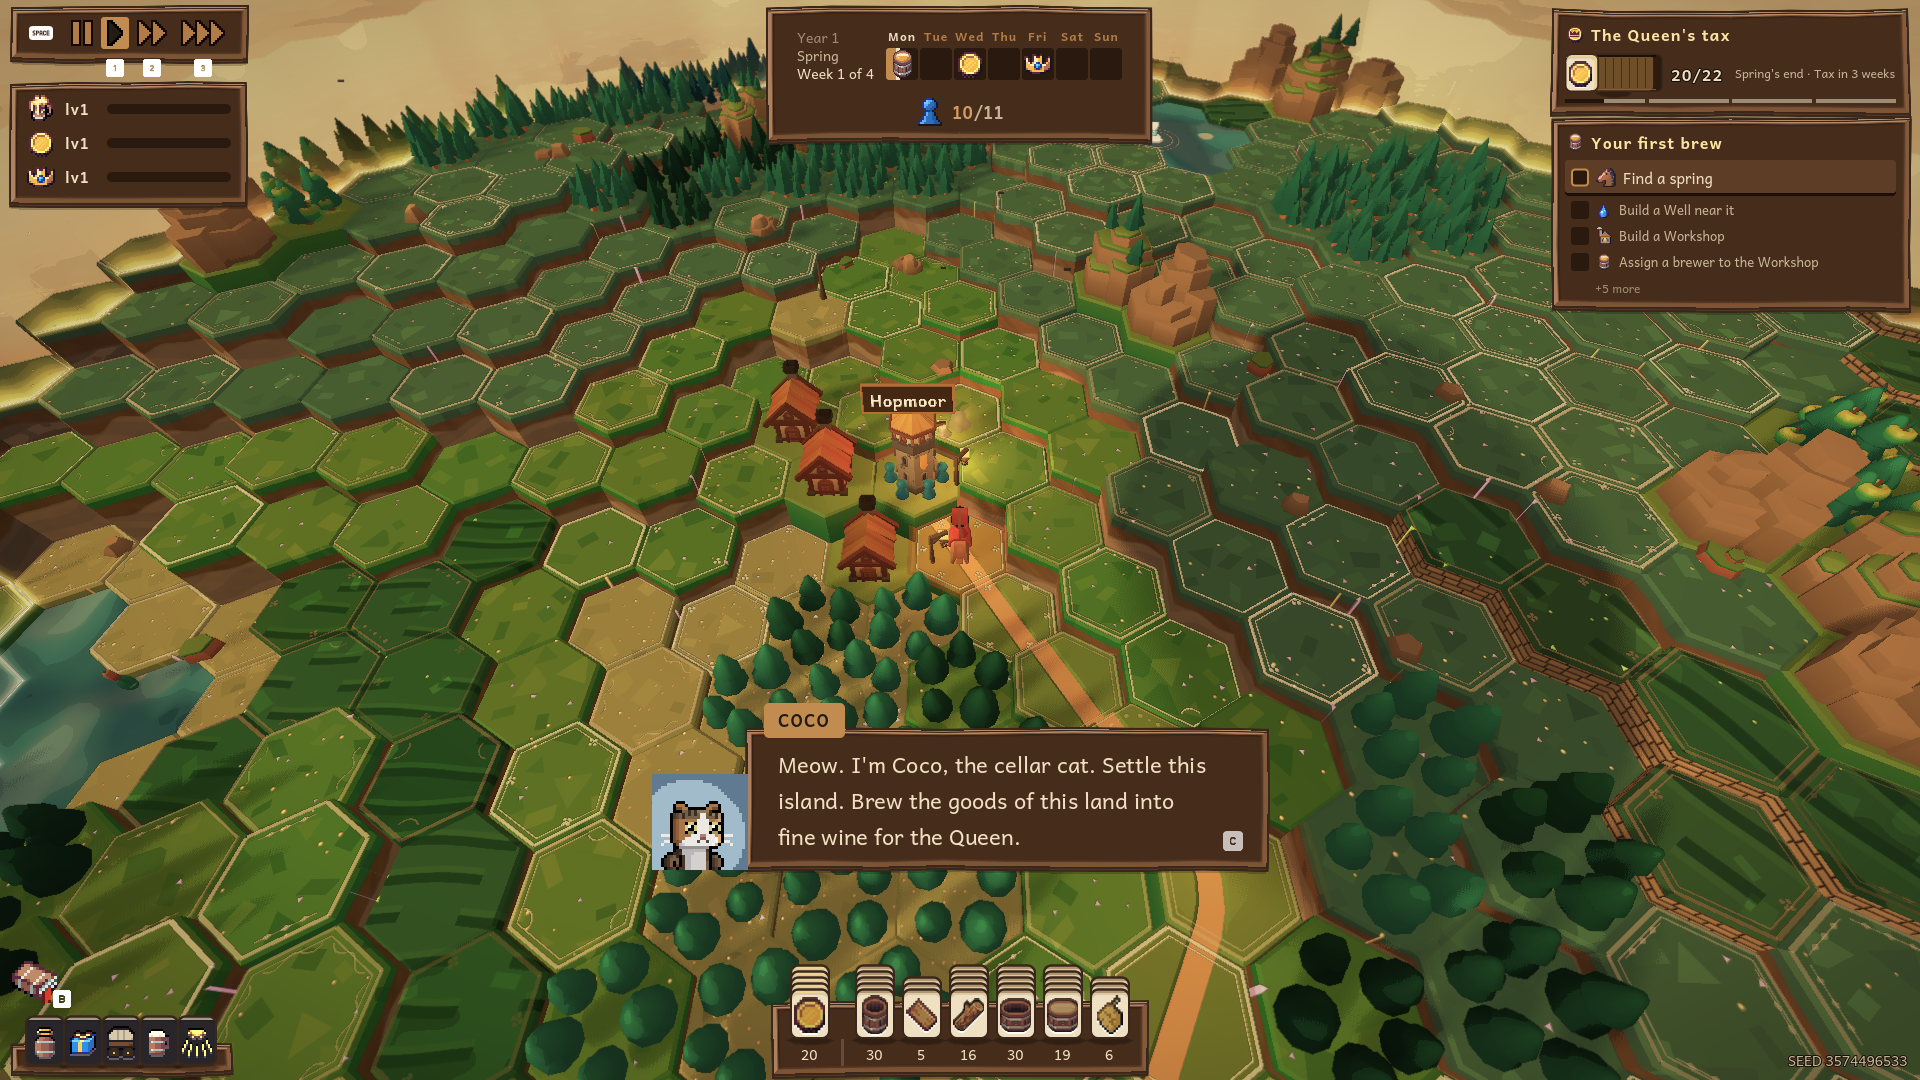 SPACE
1 2 3
lv1
lv1
lv1
Year 1
Spring
Week 1 of 4
Mon Tue Wed Thu Fri Sat Sun
10/11
The Queen's tax
20/22 Spring's end · Tax in 3 weeks
Your first brew
Find a spring
Build a Well near it
Build a Workshop
Assign a brewer to the Workshop
+5 more
Hopmoor
COCO
Meow. I'm Coco, the cellar cat. Settle this
island. Brew the goods of this land into
fine wine for the Queen.
C
B
20 30 5 16 30 19 6
SEED 3574496533